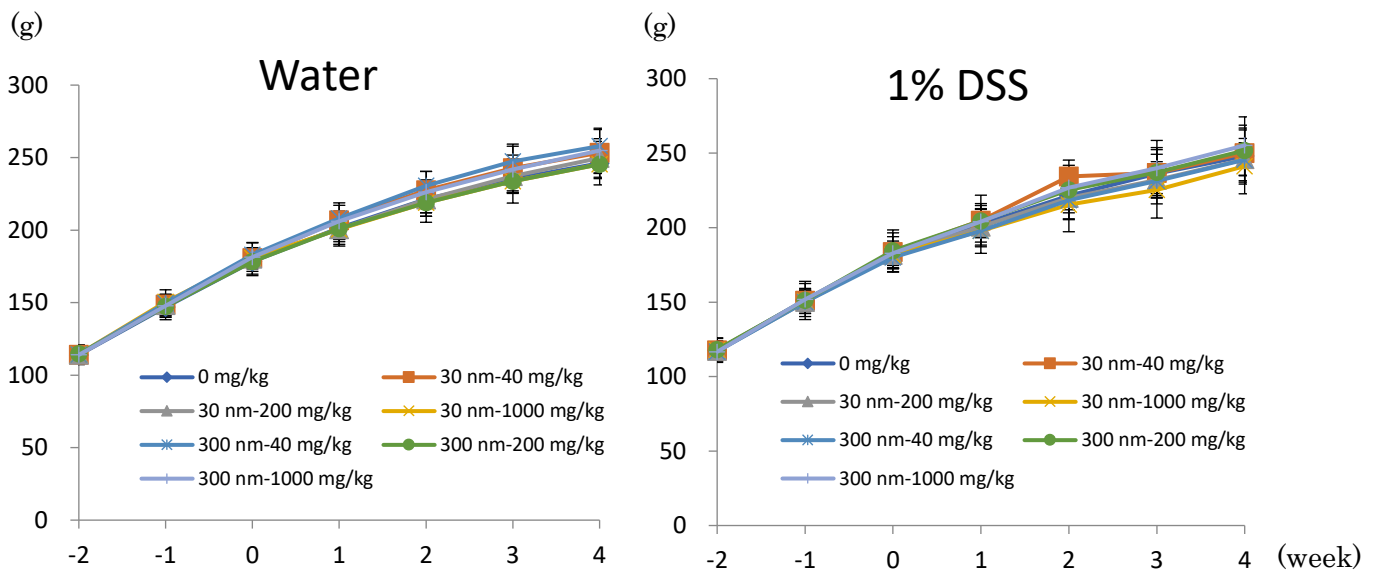 (g)
Water
300
250
200
150
100
50
0
-2 -1 0 1 2 3 4
0 mg/kg 30 nm-40 mg/kg
30 nm-200 mg/kg 30 nm-1000 mg/kg
300 nm-40 mg/kg 300 nm-200 mg/kg
300 nm-1000 mg/kg
(g)
1% DSS
300
250
200
150
100
50
0
-2 -1 0 1 2 3 4 (week)
0 mg/kg 30 nm-40 mg/kg
30 nm-200 mg/kg 30 nm-1000 mg/kg
300 nm-40 mg/kg 300 nm-200 mg/kg
300 nm-1000 mg/kg